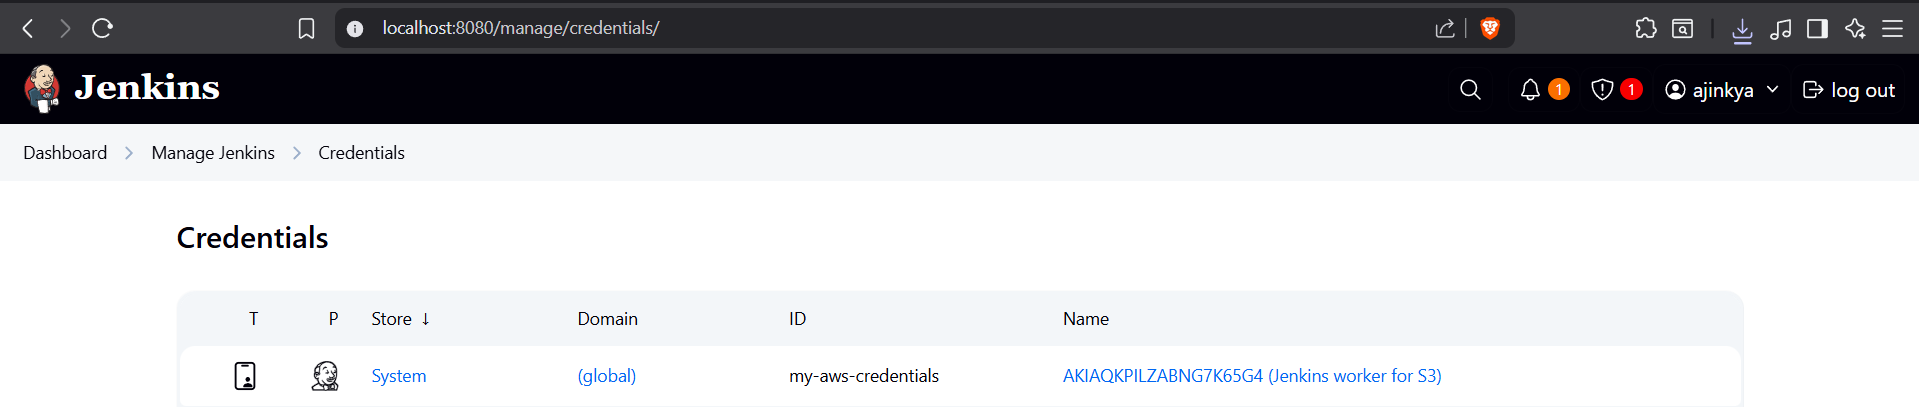 localhost:8080/manage/credentials/
Jenkins 1 1 ajinkya log out
Dashboard Manage Jenkins Credentials
Credentials
T P Store ↓ Domain ID Name
System (global) my-aws-credentials AKIAQKPILZABNG7K65G4 (Jenkins worker for S3)